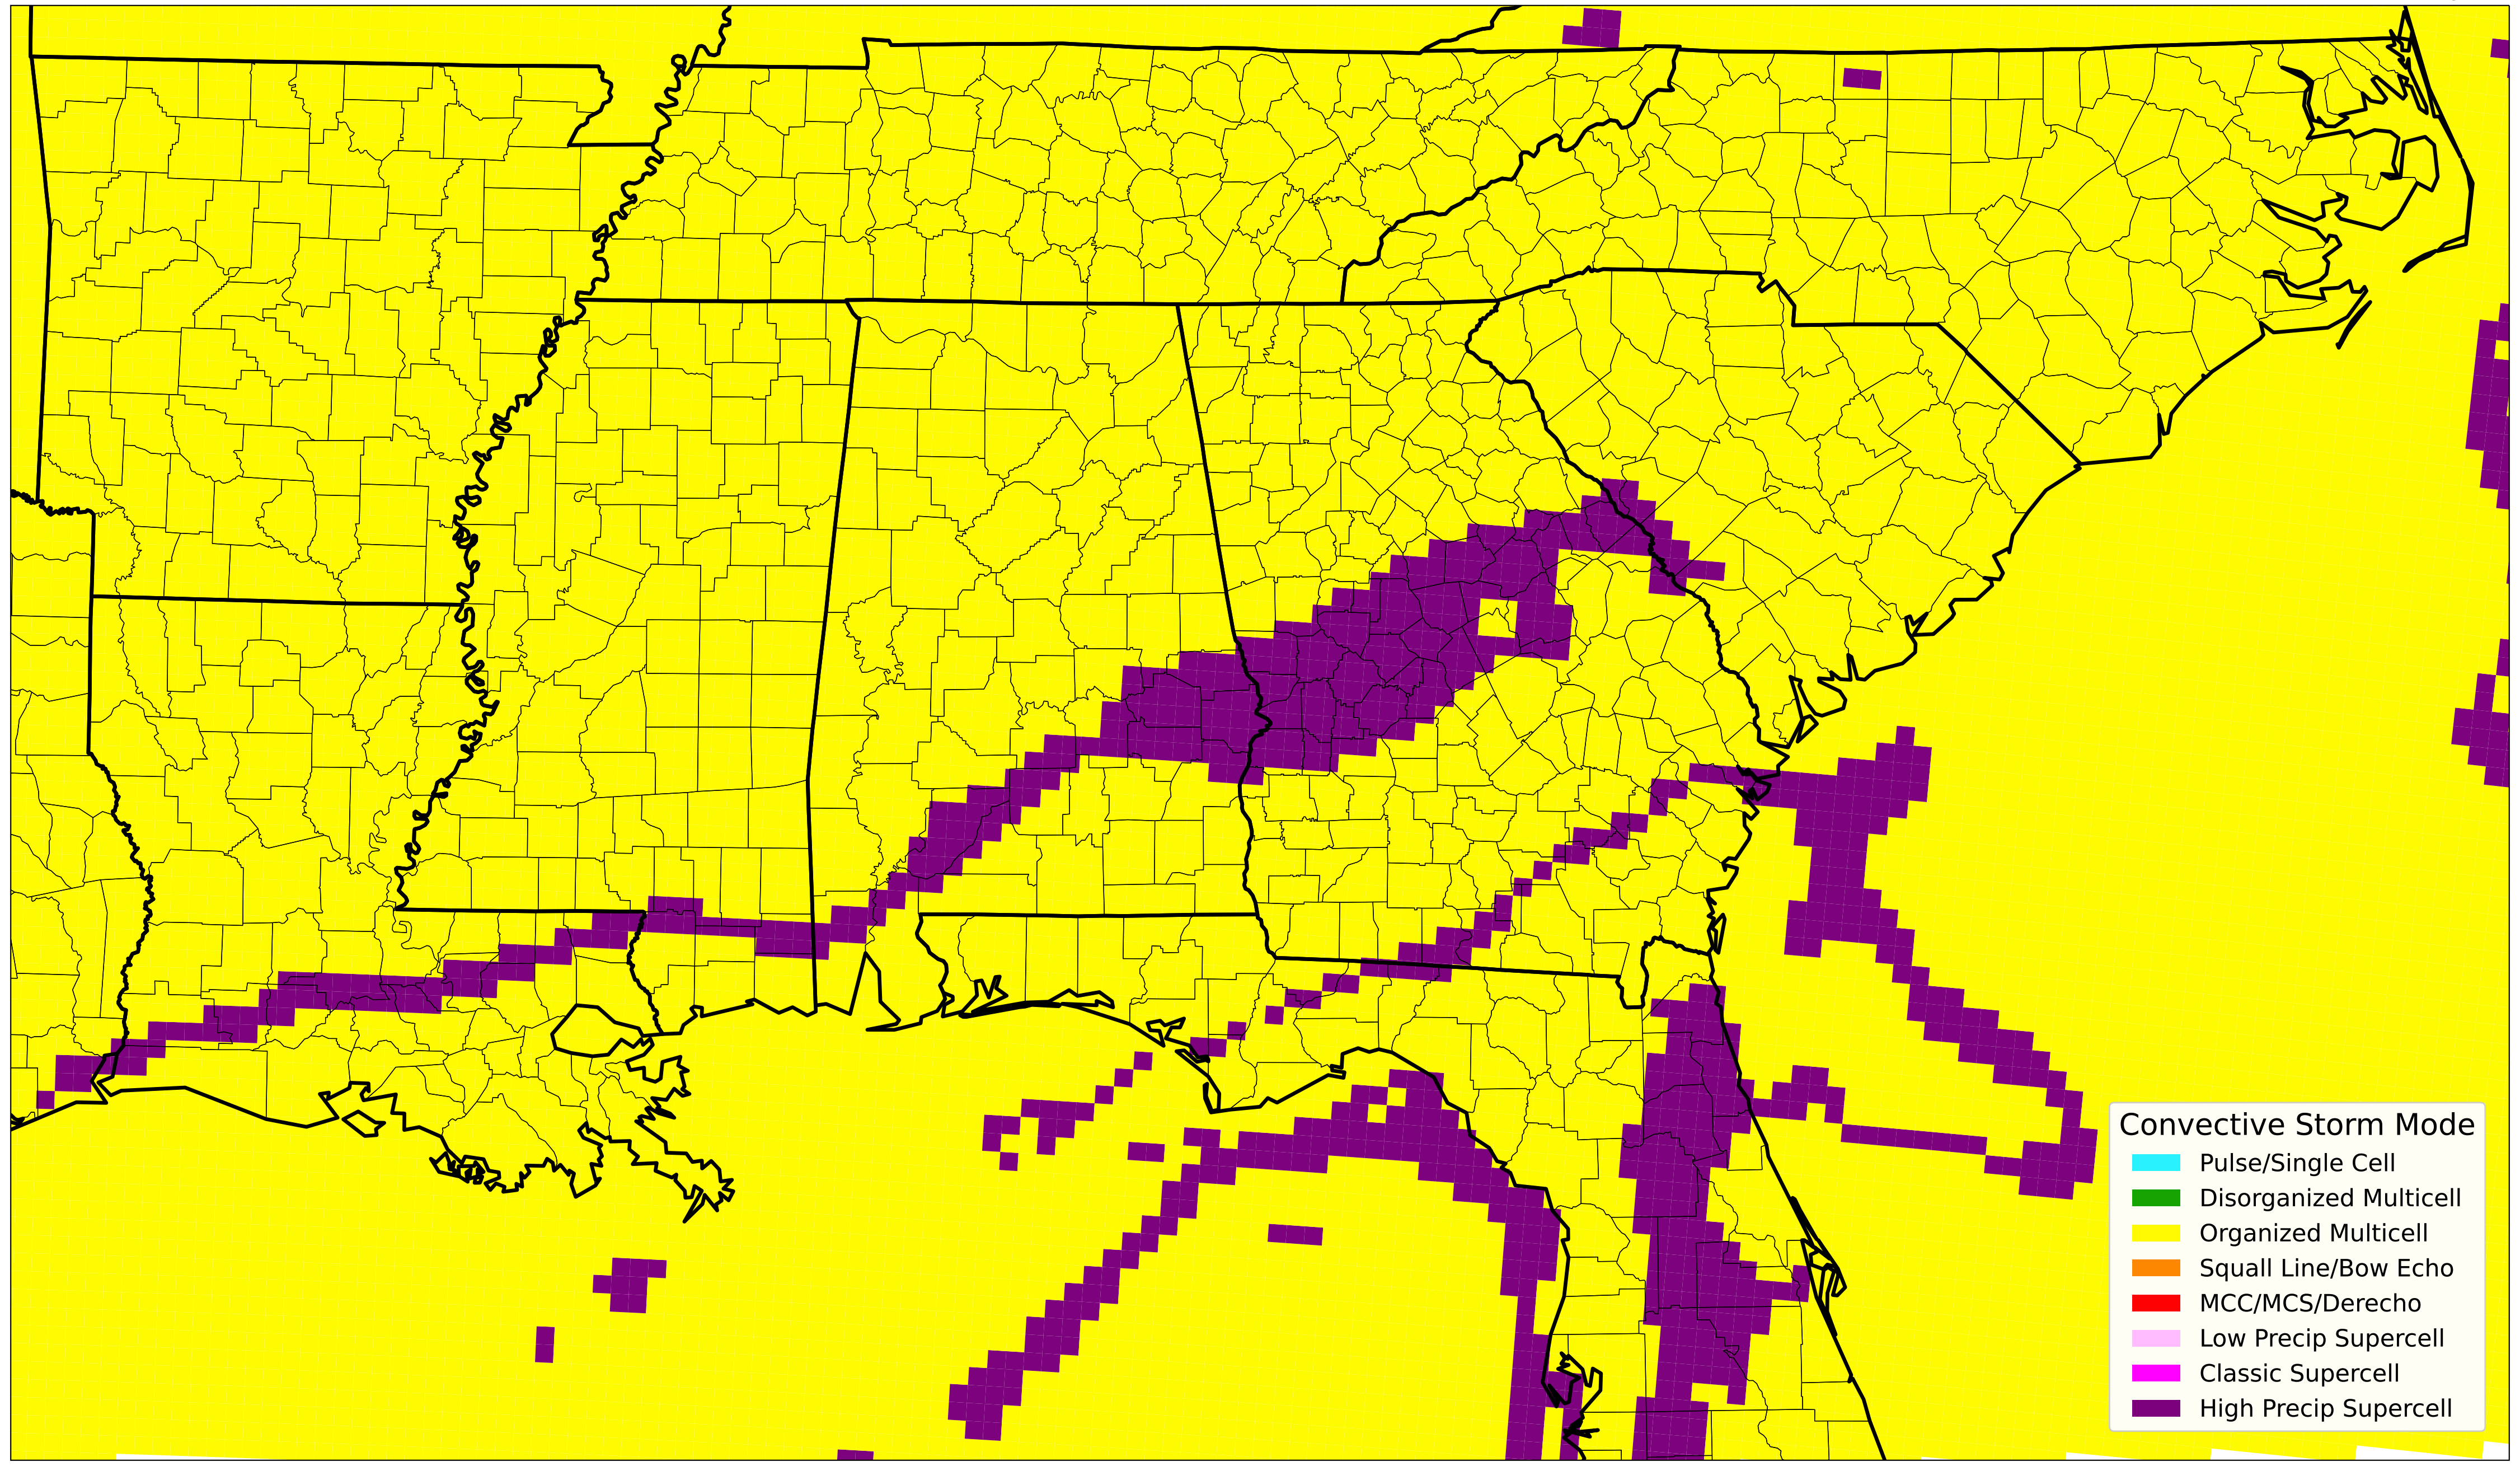 Convective Storm Mode
Pulse/Single Cell
Disorganized Multicell
Organized Multicell
Squall Line/Bow Echo
MCC/MCS/Derecho
Low Precip Supercell
Classic Supercell
High Precip Supercell